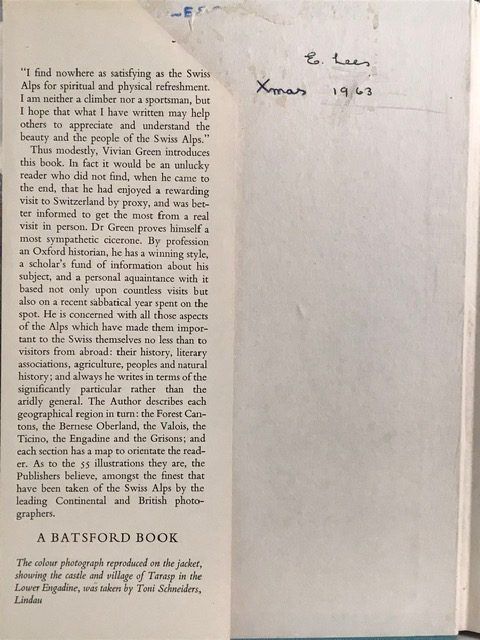 "I find nowhere as satisfying as the Swiss
Alps for spiritual and physical refreshment.
I am neither a climber nor a sportsman, but
I hope that what I have written may help
others to appreciate and understand the
beauty and the people of the Swiss Alps."
Thus modestly, Vivian Green introduces
this book. In fact it would be an unlucky
reader who did not find, when he came to
the end, that he had enjoyed a rewarding
visit to Switzerland by proxy, and was bet-
ter informed to get the most from a real
visit in person. Dr Green proves himself a
most sympathetic cicerone. By profession
an Oxford historian, he has a winning style,
a scholar's fund of information about his
subject, and a personal aquaintance with it
based not only upon countless visits but
also on a recent sabbatical year spent on the
spot. He is concerned with all those aspects
of the Alps which have made them impor-
tant to the Swiss themselves no less than to
visitors from abroad: their history, literary
associations, agriculture, peoples and natural
history; and always he writes in terms of the
significantly particular rather than the
aridly general. The Author describes each
geographical region in turn: the Forest Can-
tons, the Bernese Oberland, the Valois, the
Ticino, the Engadine and the Grisons; and
each section has a map to orientate the read-
er. As to the 55 illustrations they are, the
Publishers believe, amongst the finest that
have been taken of the Swiss Alps by the
leading Continental and British photo-
graphers.
A BATSFORD BOOK
The colour photograph reproduced on the jacket,
showing the castle and village of Tarasp in the
Lower Engadine, was taken by Toni Schneiders,
Lindau
E. Lees
Xmas 1963